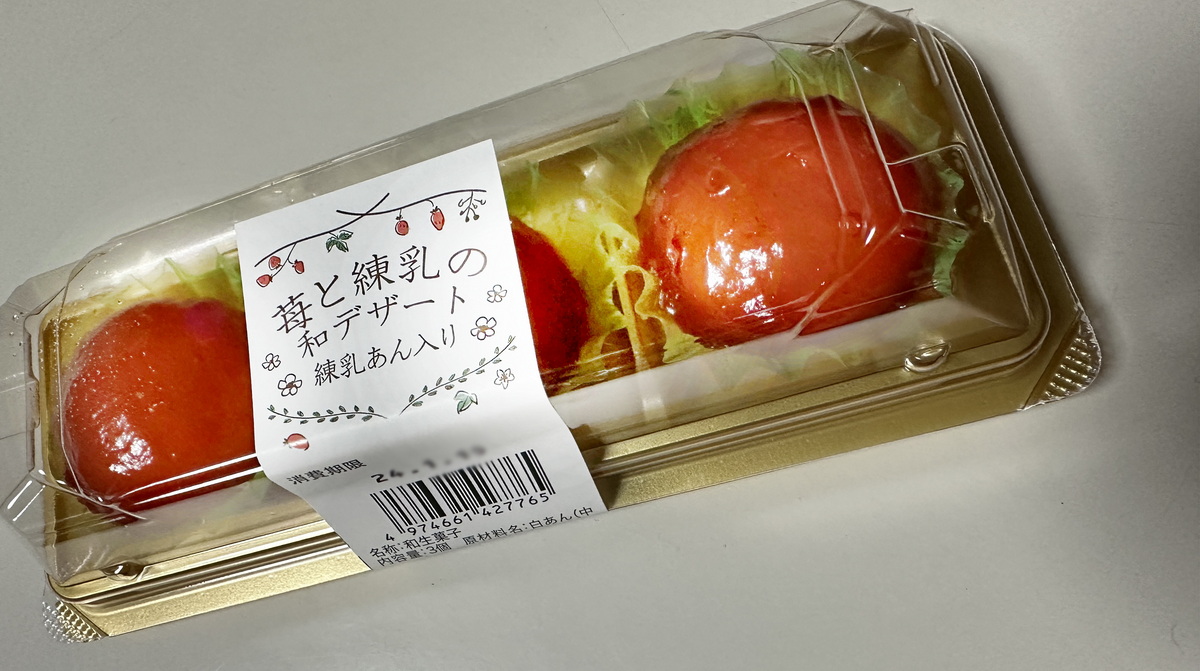 苺と練乳の
和デザート
練乳あん入り
消費期限
4 974661 427765
名称:和生菓子
内容量:3個 原材料名:白あん(中